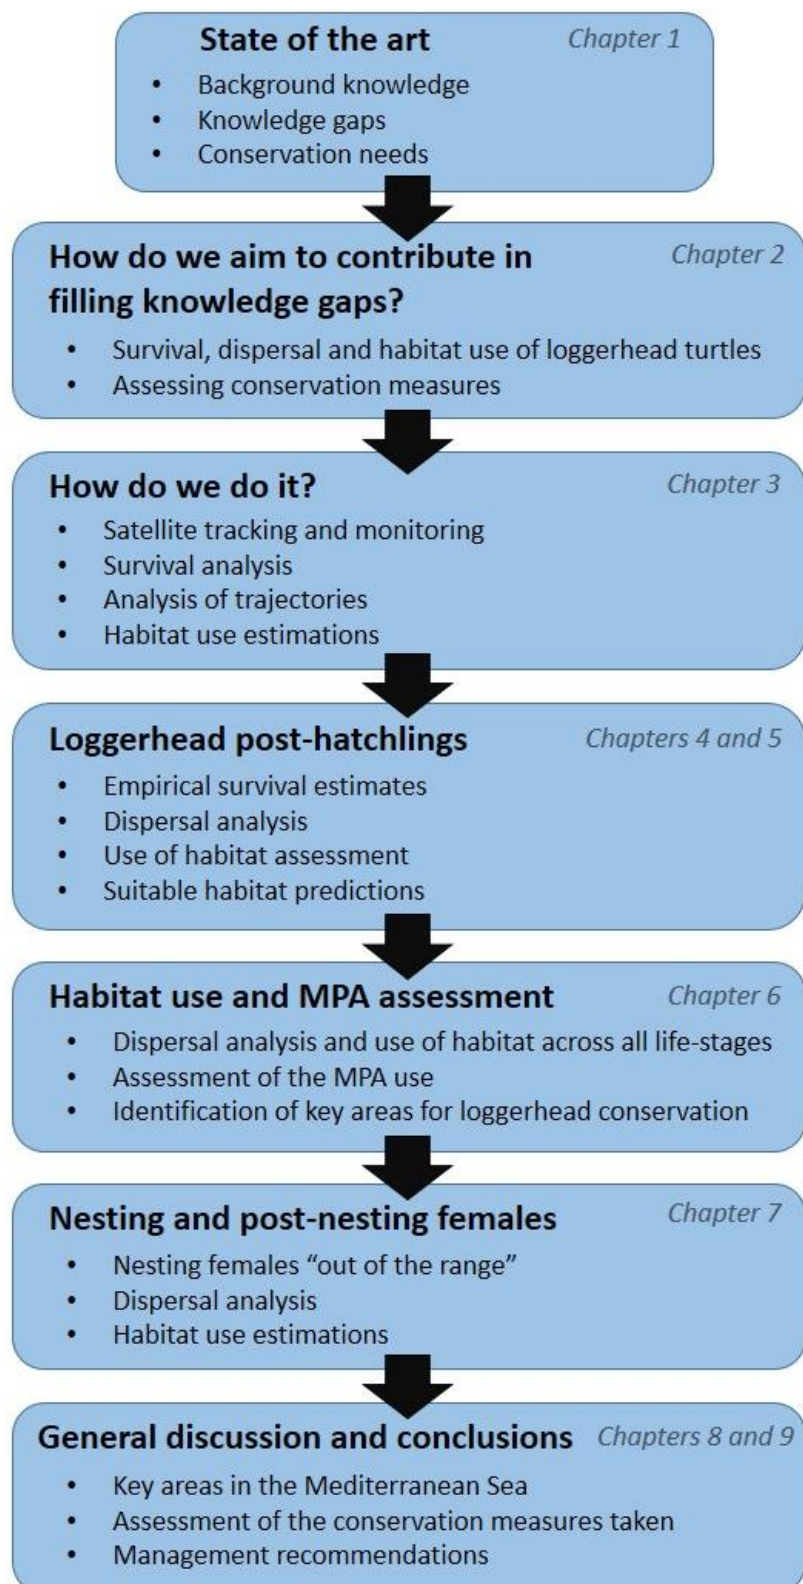 State of the art Chapter 1
• Background knowledge
• Knowledge gaps
• Conservation needs
How do we aim to contribute in Chapter 2
filling knowledge gaps?
• Survival, dispersal and habitat use of loggerhead turtles
• Assessing conservation measures
How do we do it? Chapter 3
• Satellite tracking and monitoring
• Survival analysis
• Analysis of trajectories
• Habitat use estimations
Loggerhead post-hatchlings Chapters 4 and 5
• Empirical survival estimates
• Dispersal analysis
• Use of habitat assessment
• Suitable habitat predictions
Habitat use and MPA assessment Chapter 6
• Dispersal analysis and use of habitat across all life-stages
• Assessment of the MPA use
• Identification of key areas for loggerhead conservation
Nesting and post-nesting females Chapter 7
• Nesting females “out of the range”
• Dispersal analysis
• Habitat use estimations
General discussion and conclusions Chapters 8 and 9
• Key areas in the Mediterranean Sea
• Assessment of the conservation measures taken
• Management recommendations